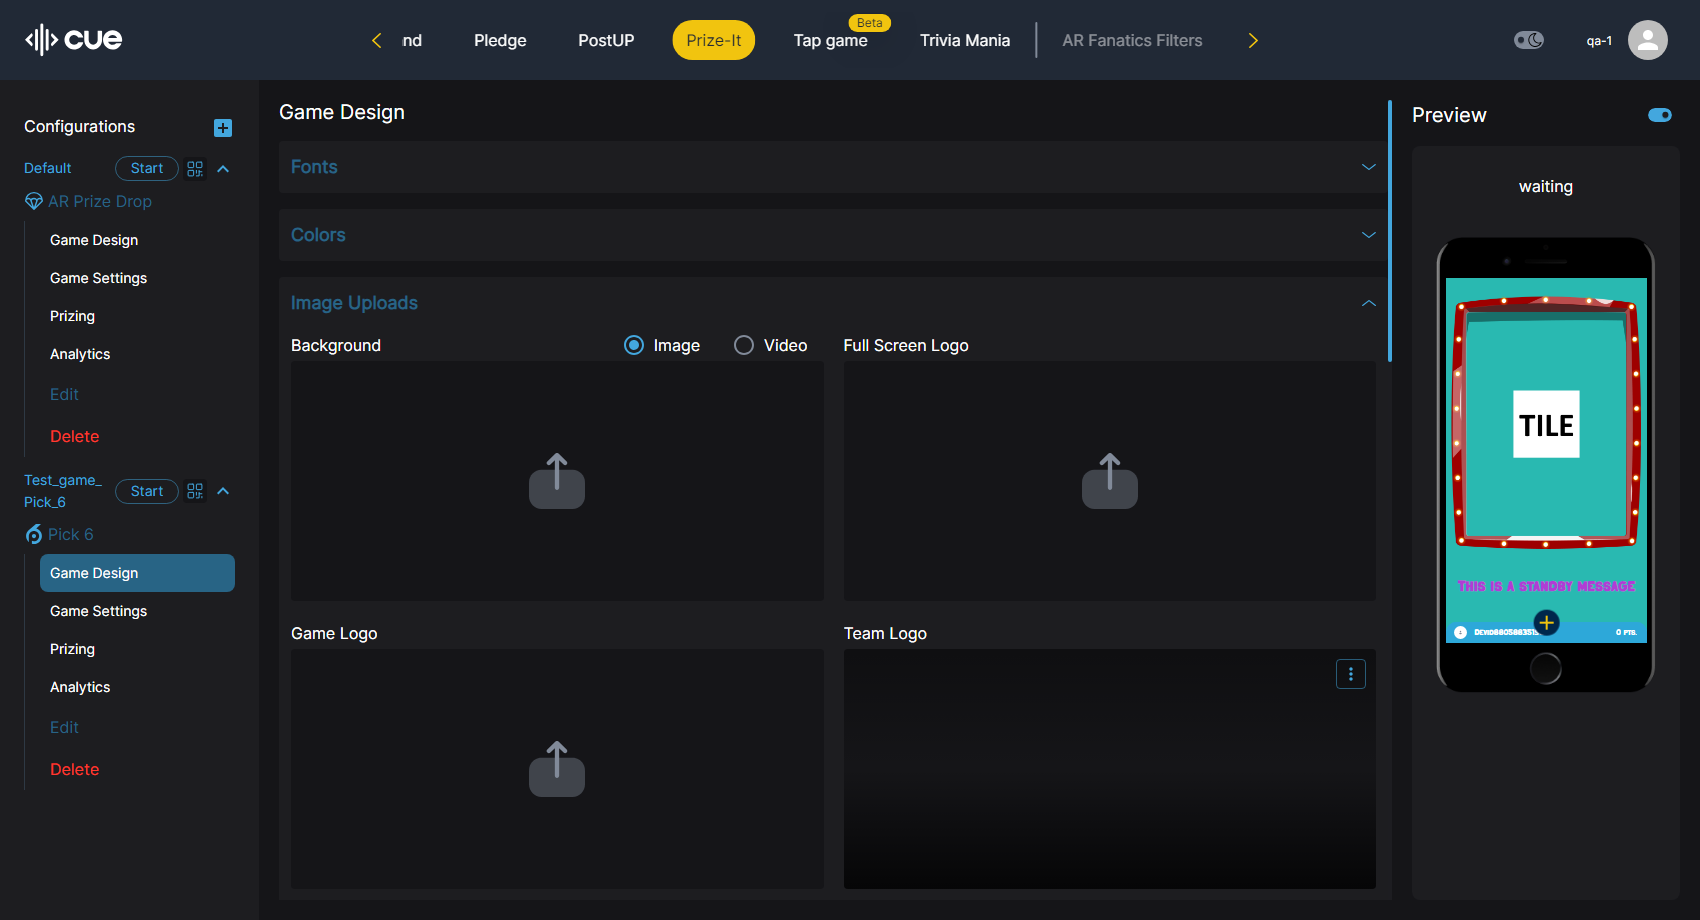 cue
nd
Pledge
PostUP
Prize-It
Beta
Tap game
Trivia Mania
AR Fanatics Filters
qa-1
Configurations
Default
Start
AR Prize Drop
Game Design
Game Settings
Prizing
Analytics
Edit
Delete
Test_game_
Pick_6
Start
Pick 6
Game Design
Game Settings
Prizing
Analytics
Edit
Delete
Game Design
Fonts
Colors
Image Uploads
Background
Image
Video
Full Screen Logo
Game Logo
Team Logo
Preview
waiting
TILE
THIS IS A STANDBY MESSAGE
0 PTS.